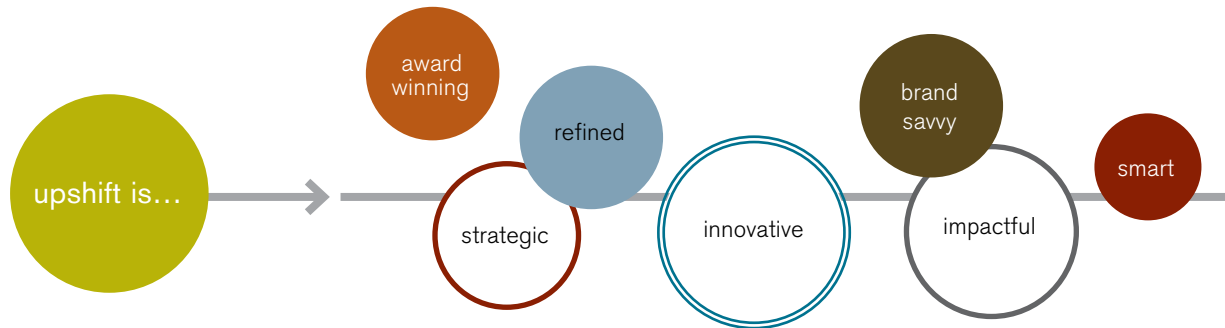 upshift is…
award
winning
refined
strategic
innovative
brand
savvy
impactful
smart